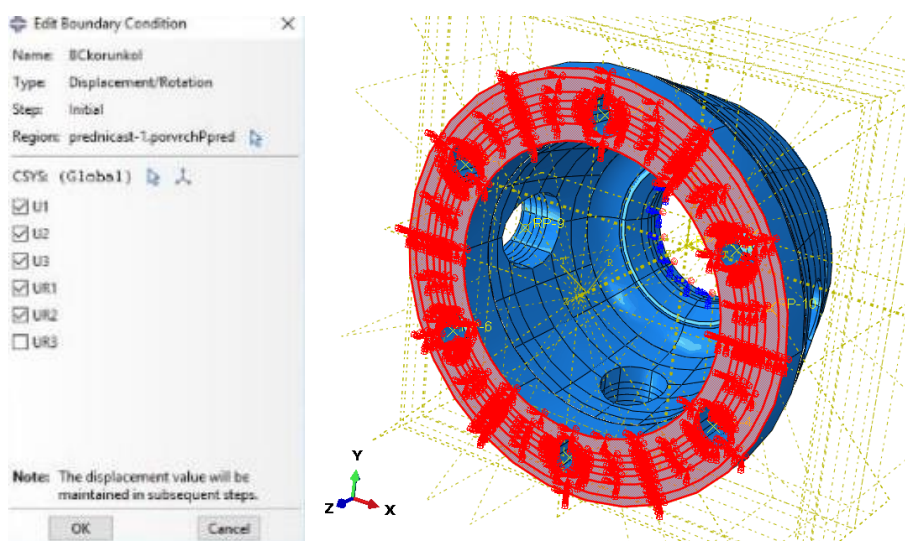 Edit Boundary Condition
Name: BCkorunkol
Type: Displacement/Rotation
Step: Initial
Region: prednicast-1.porvrchPpred
CSYS: (Global)
U1
U2
U3
UR1
UR2
UR3
Note: The displacement value will be
maintained in subsequent steps.
OK
Cancel
RP-9
Y
Z
X